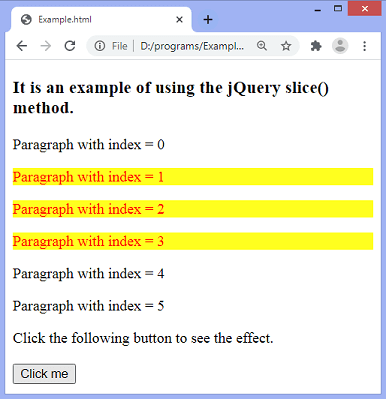 Example.html
File | D:/programs/Exampl...
It is an example of using the jQuery slice()
method.
Paragraph with index = 0
Paragraph with index = 1
Paragraph with index = 2
Paragraph with index = 3
Paragraph with index = 4
Paragraph with index = 5
Click the following button to see the effect.
Click me